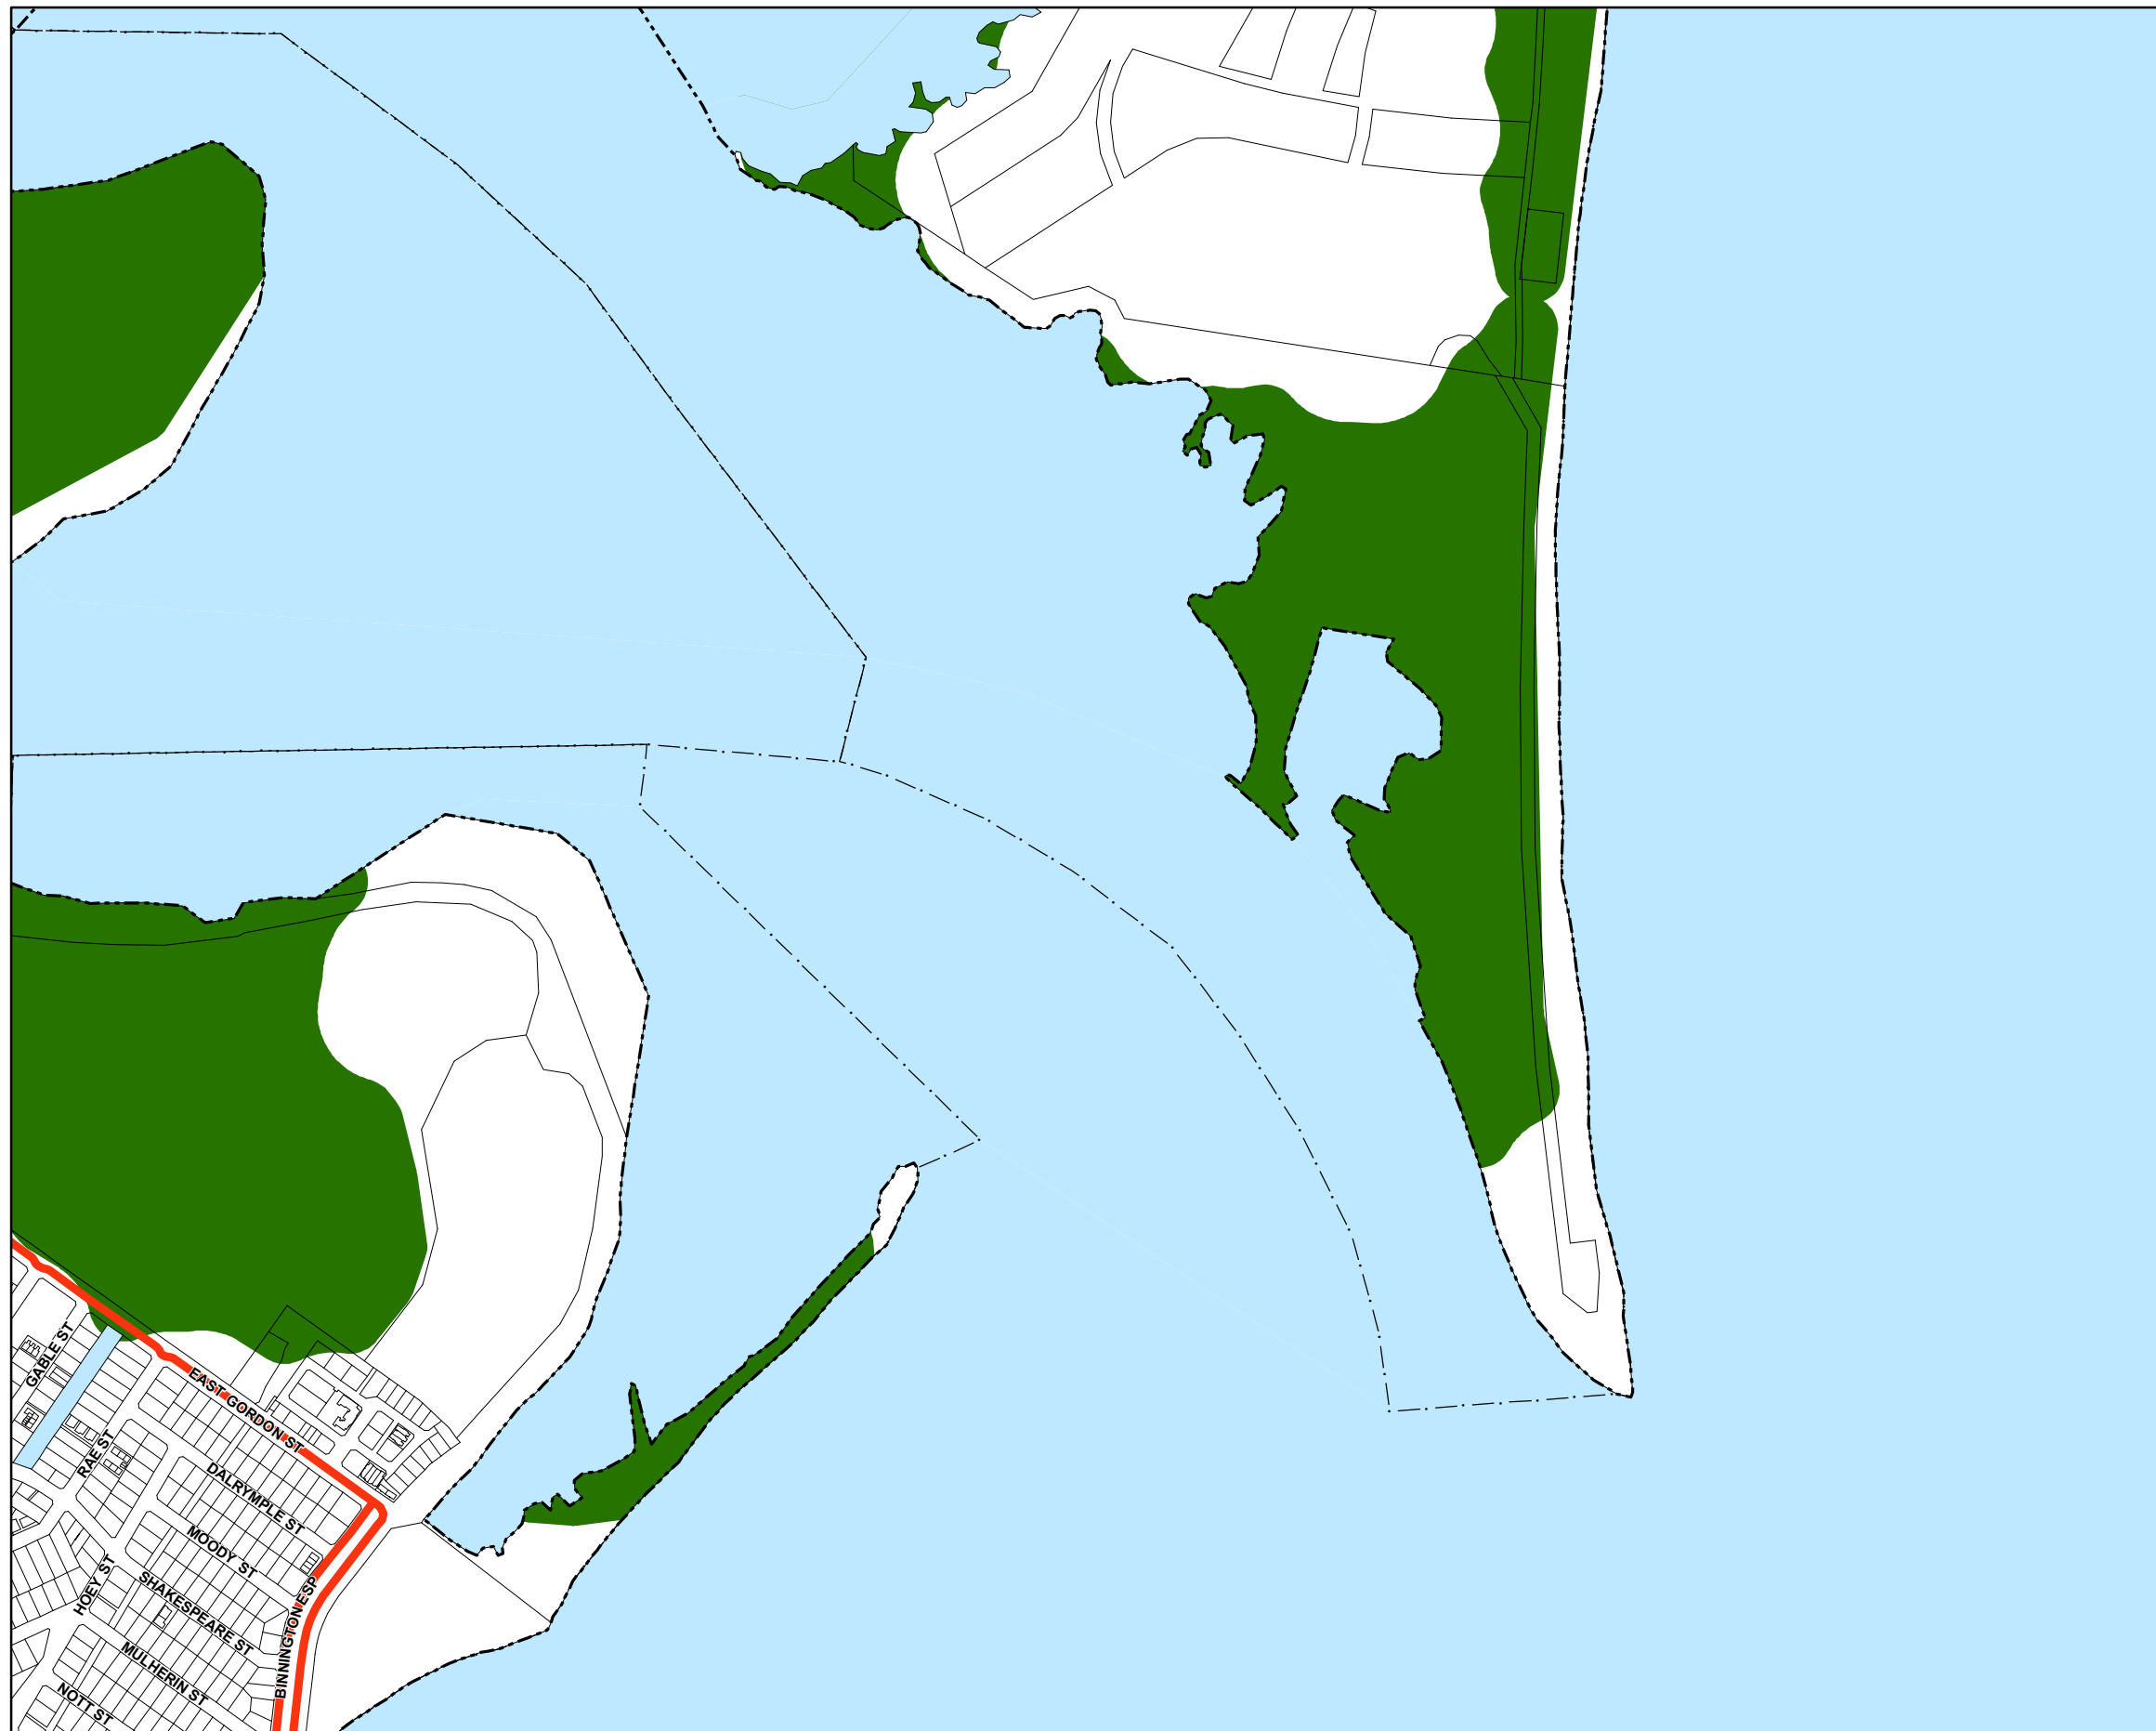 GABLE ST
EAST GORDON ST
RAE ST
DALRYMPLE ST
MOODY ST
HOEY ST
SHAKESPEARE ST
BINNINGTON ESP
MULHERIN ST
NOTT ST